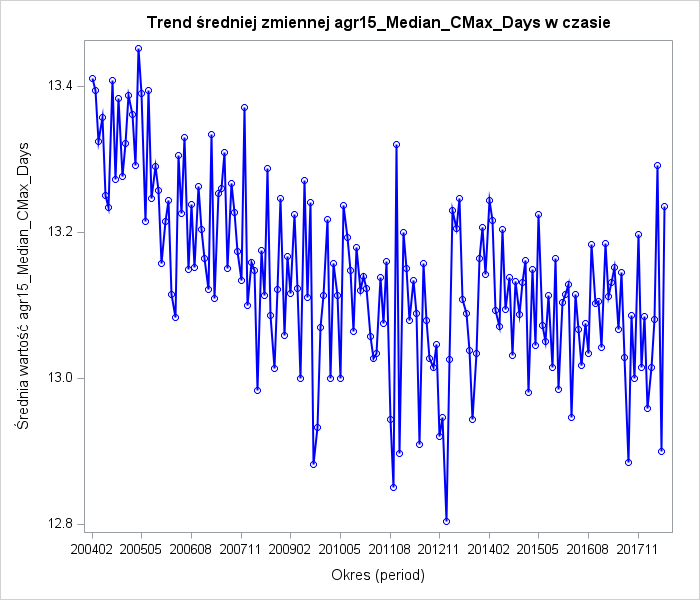 Trend średniej zmiennej agr15_Median_CMax_Days w czasie
Średnia wartość agr15_Median_CMax_Days
13.4
13.2
13.0
12.8
200402 200505 200608 200711 200902 201005 201108 201211 201402 201505 201608 201711
Okres (period)